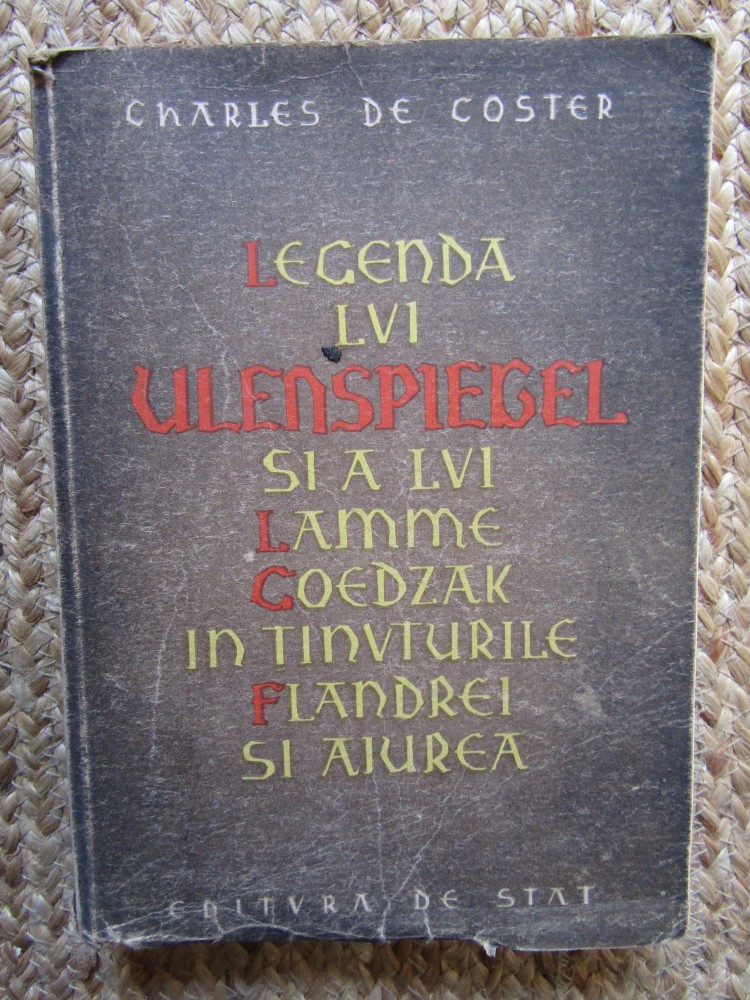 CHARLES DE COSTER
LEGENDA
LVI
ULENSPIEGEL
SI A LVI
LAMME
GOEDZAK
IN TINVTURILE
FLANDREI
SI AIUREA
EDITVRA DE STAT